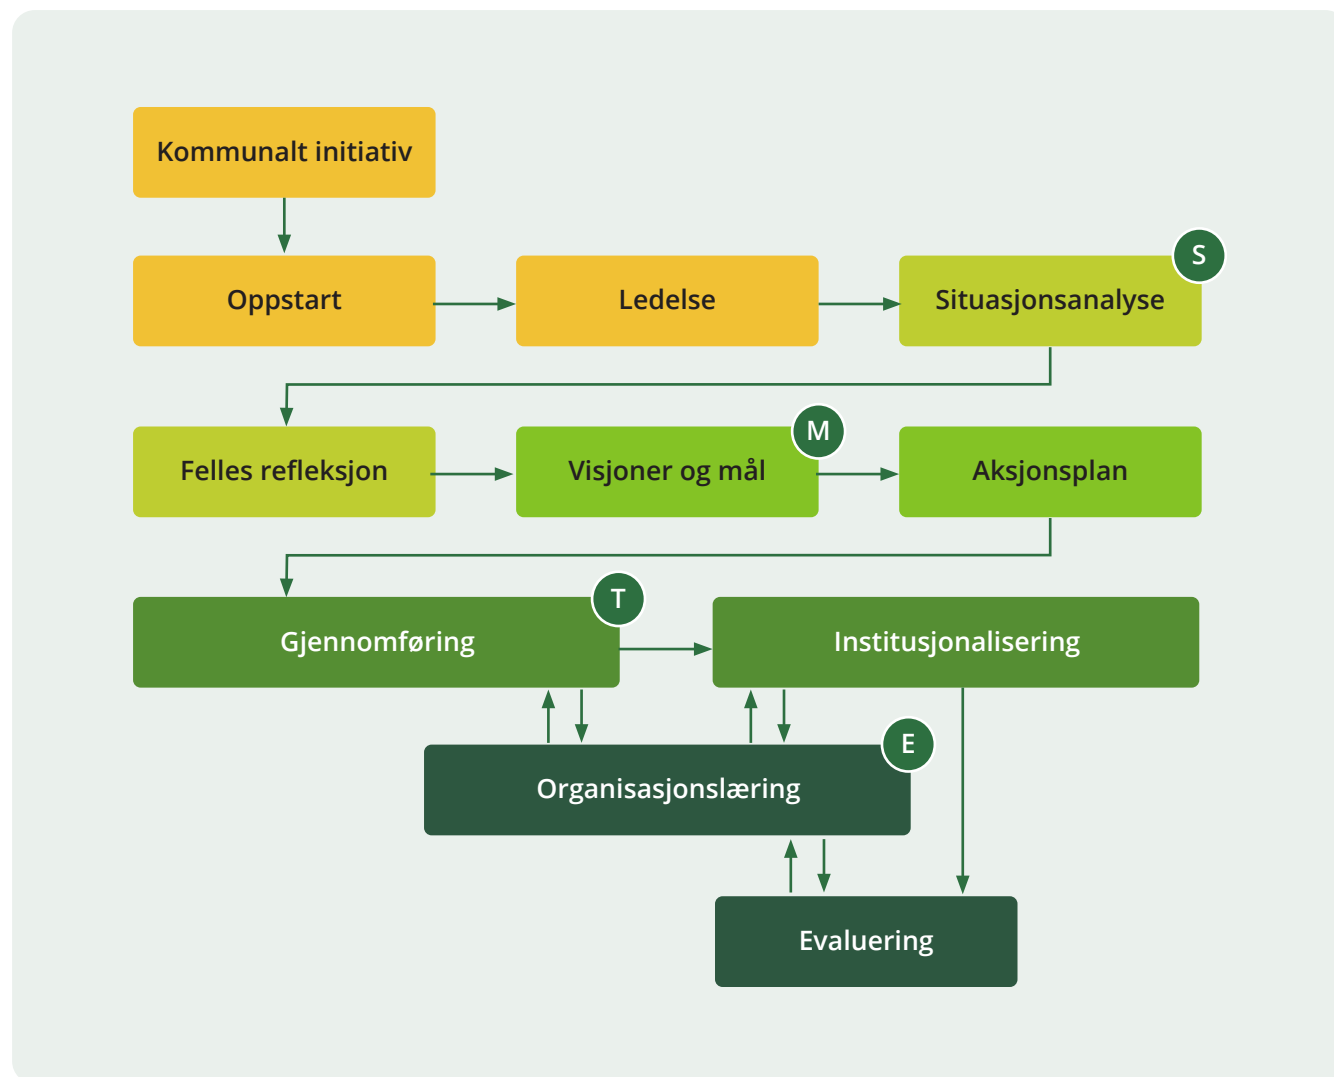 Kommunalt initiativ
S
Oppstart
Ledelse
Situasjonsanalyse
M
Felles refleksjon
Visjoner og mål
Aksjonsplan
T
Gjennomføring
Institusjonalisering
E
Organisasjonslæring
Evaluering